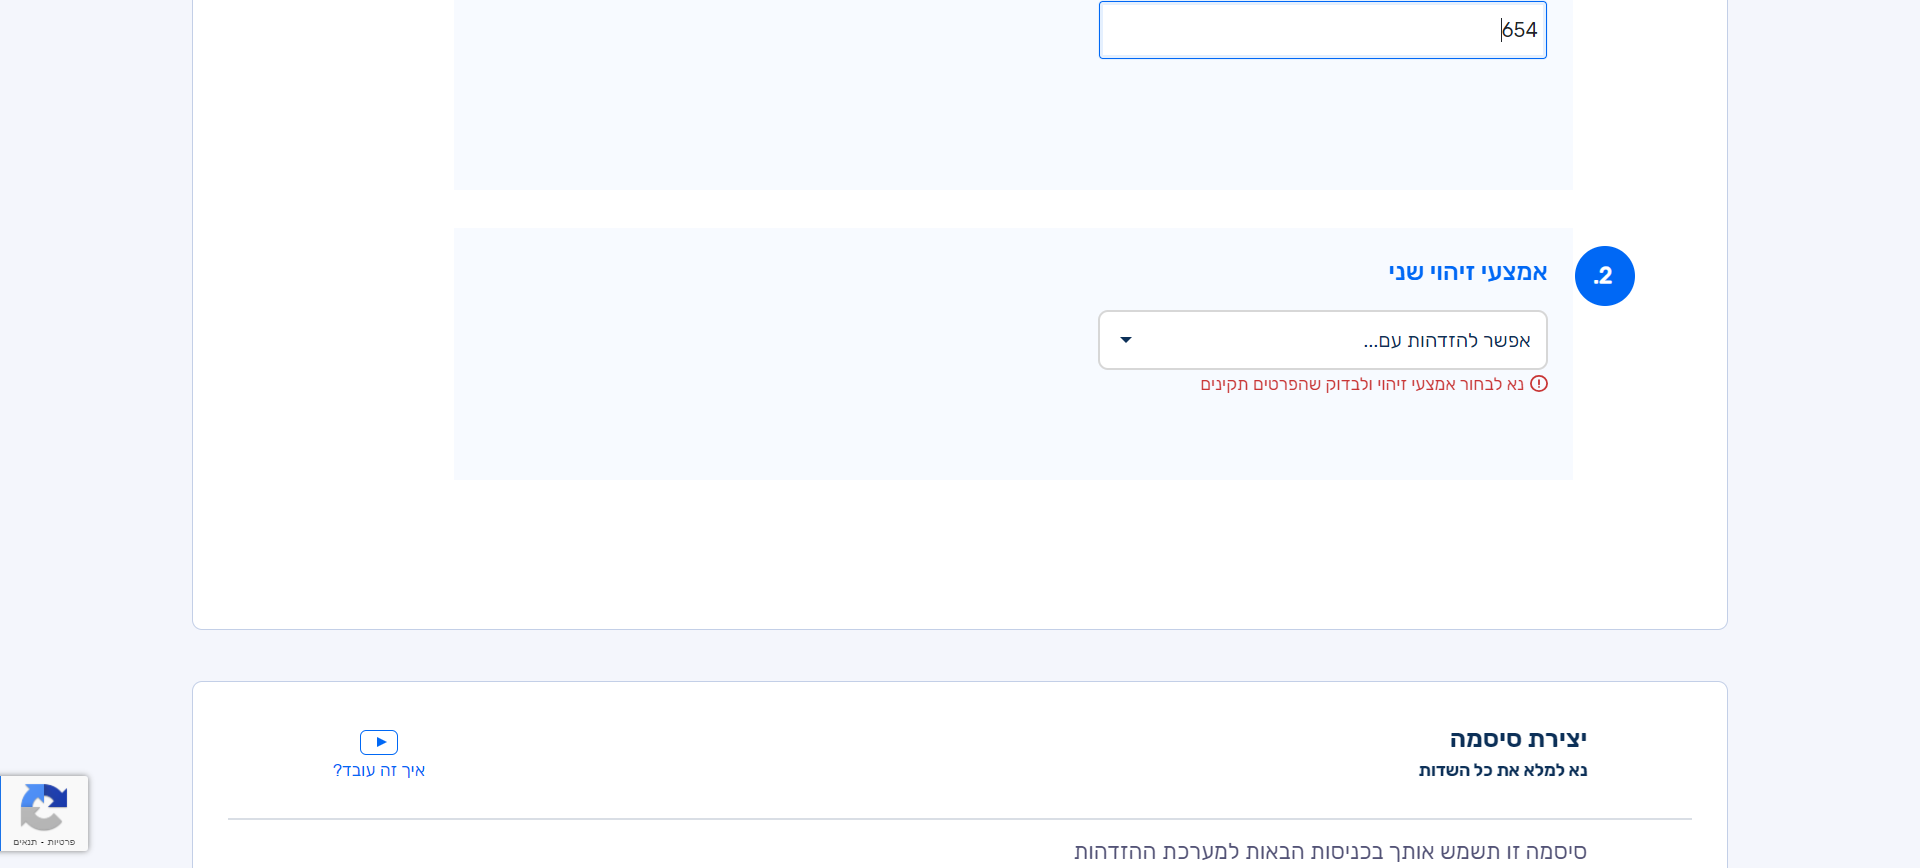 654
2.
אמצעי זיהוי שני
אפשר להזדהות עם...
נא לבחור אמצעי זיהוי ולבדוק שהפרטים תקינים
יצירת סיסמה
נא למלא את כל השדות
איך זה עובד?
סיסמה זו תשמש אותך בכניסות הבאות למערכת ההזדהות
פרטיות - תנאים